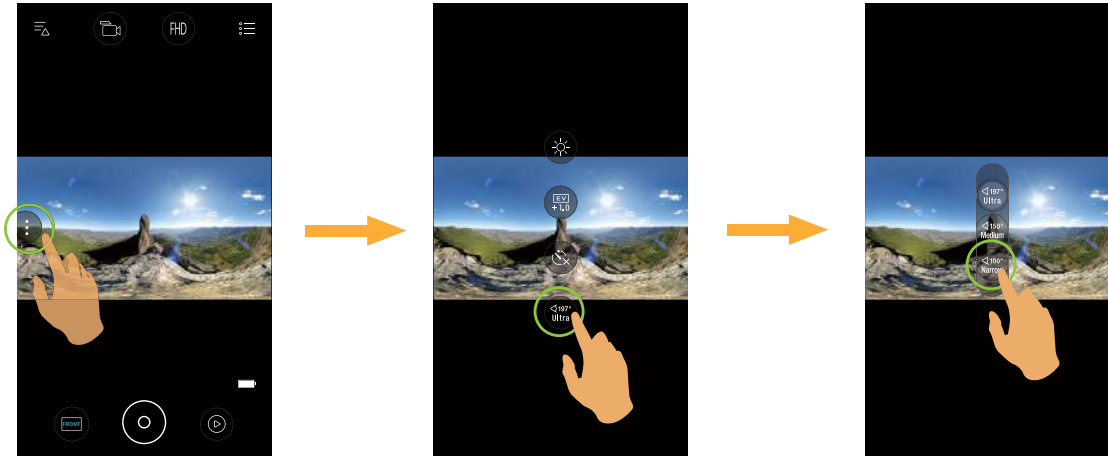 FHD
FRONT
EV
+1.0
197°
Ultra
197°
Ultra
150°
Medium
100°
Narrow